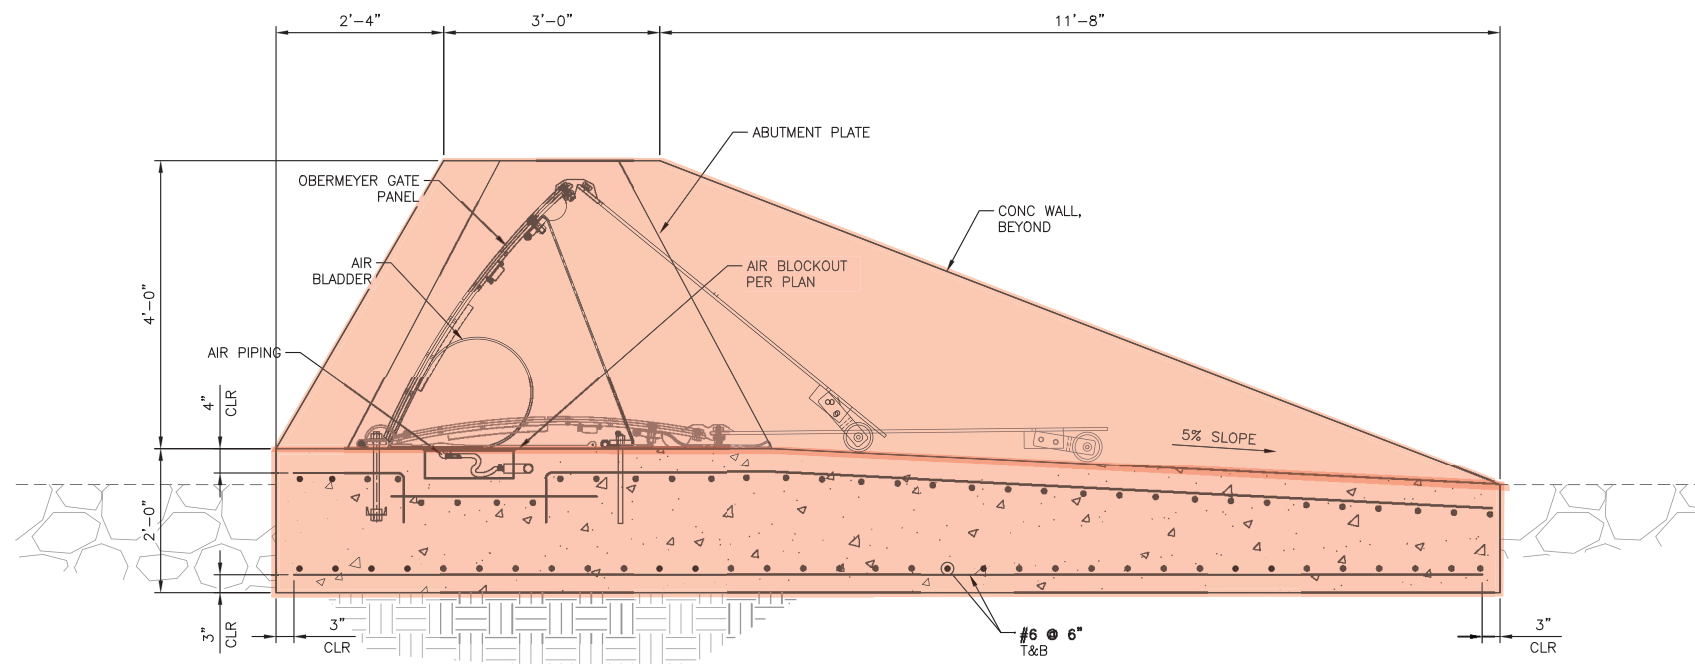 2'-4"
3'-0"
11'-8"
ABUTMENT PLATE
OBERMEYER GATE
PANEL
CONC WALL,
BEYOND
AIR
BLADDER
AIR BLOCKOUT
PER PLAN
4'-0"
AIR PIPING
4"
CLR
5% SLOPE
2'-0"
3"
CLR
3"
CLR
#6 @ 6"
T&B
3"
CLR